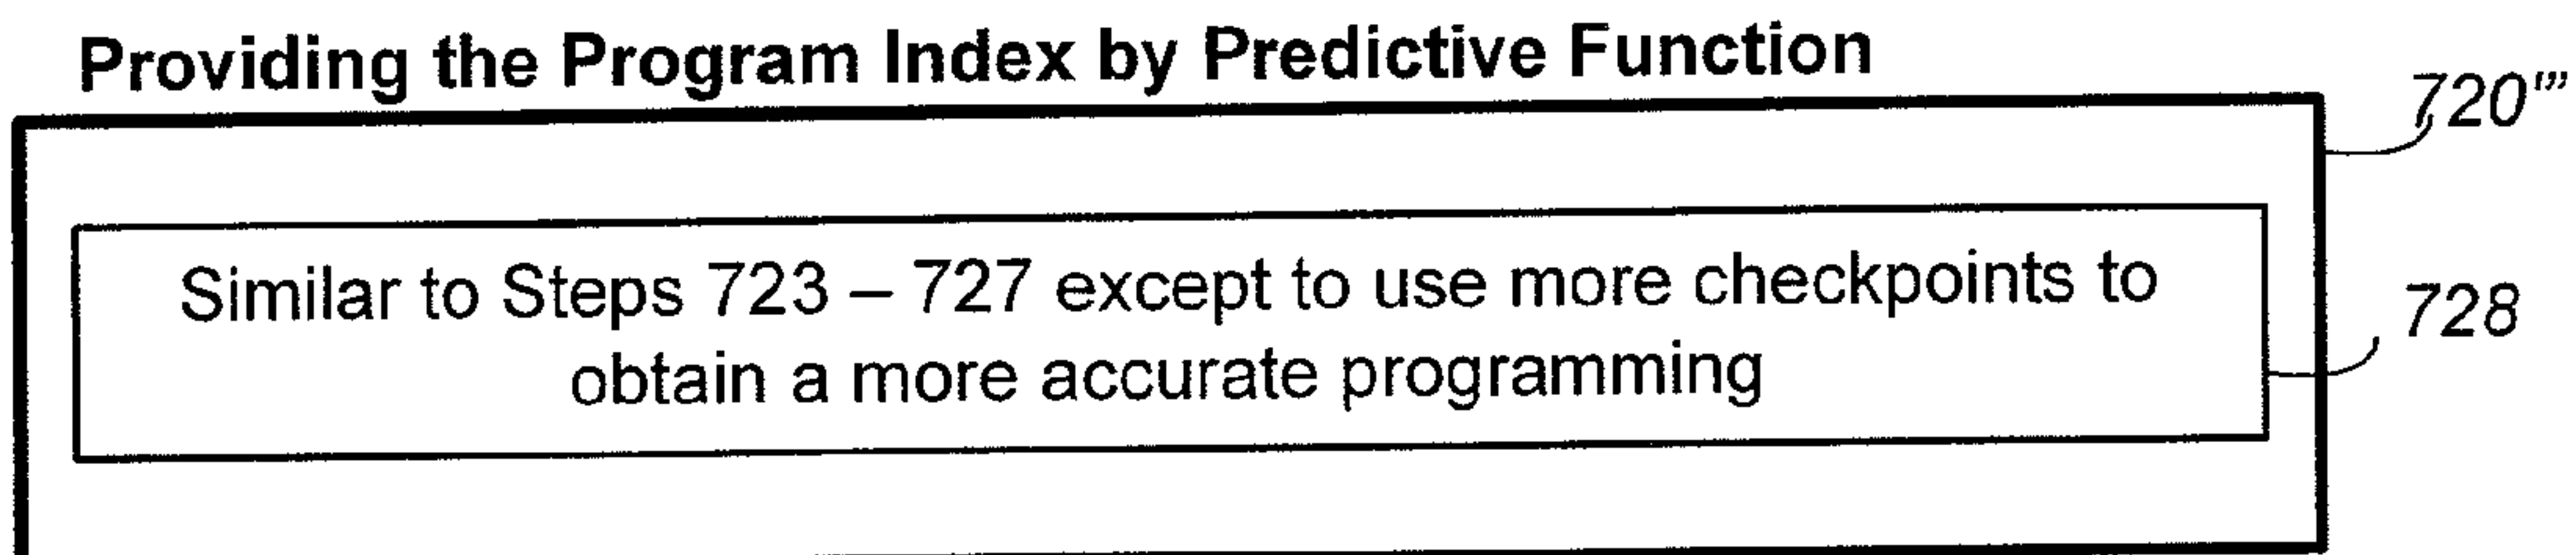 Providing the Program Index by Predictive Function
720'''
Similar to Steps 723 – 727 except to use more checkpoints to
obtain a more accurate programming
728